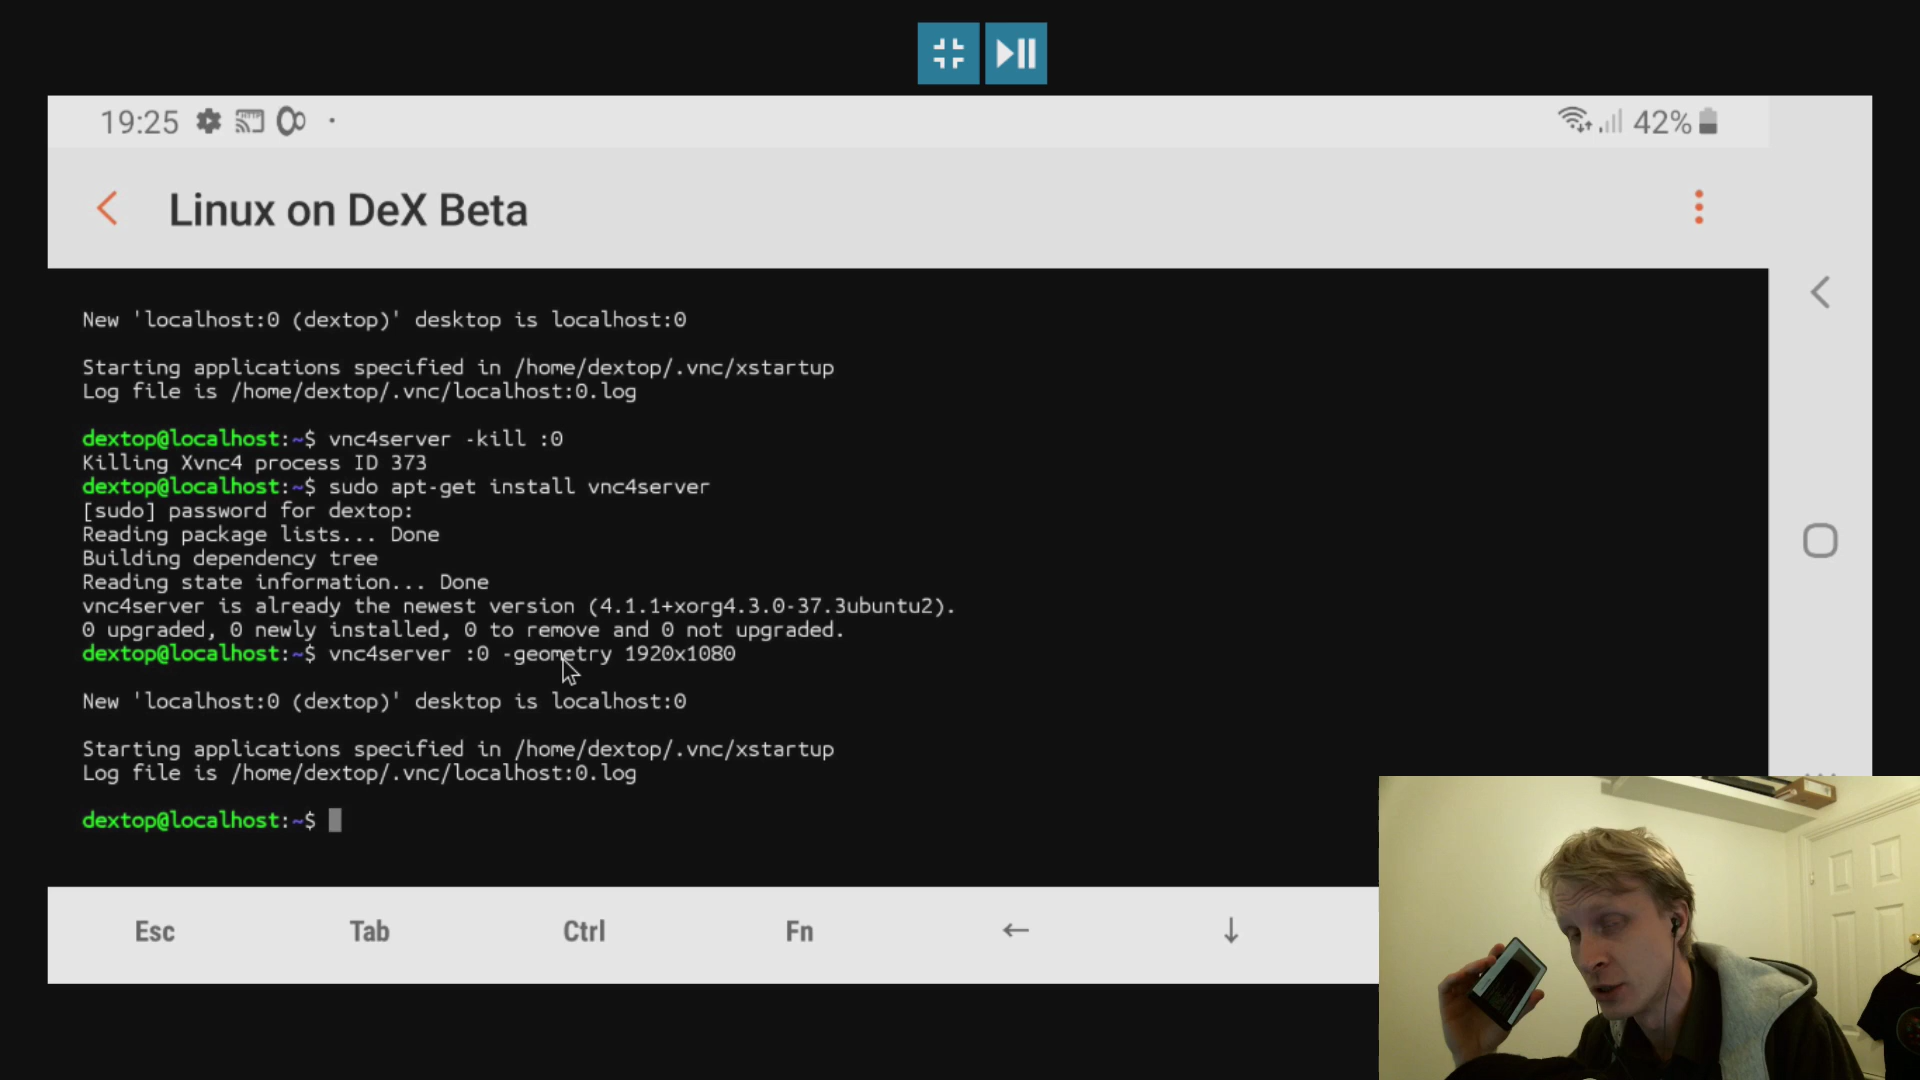 19:25
42%
Linux on DeX Beta
New 'localhost:0 (dextop)' desktop is localhost:0
Starting applications specified in /home/dextop/.vnc/xstartup
Log file is /home/dextop/.vnc/localhost:0.log
dextop@localhost:~$ vnc4server -kill :0
Killing Xvnc4 process ID 373
dextop@localhost:~$ sudo apt-get install vnc4server
[sudo] password for dextop:
Reading package lists... Done
Building dependency tree
Reading state information... Done
vnc4server is already the newest version (4.1.1+xorg4.3.0-37.3ubuntu2).
0 upgraded, 0 newly installed, 0 to remove and 0 not upgraded.
dextop@localhost:~$ vnc4server :0 -geometry 1920x1080
New 'localhost:0 (dextop)' desktop is localhost:0
Starting applications specified in /home/dextop/.vnc/xstartup
Log file is /home/dextop/.vnc/localhost:0.log
dextop@localhost:~$
Esc Tab Ctrl Fn ← ↓